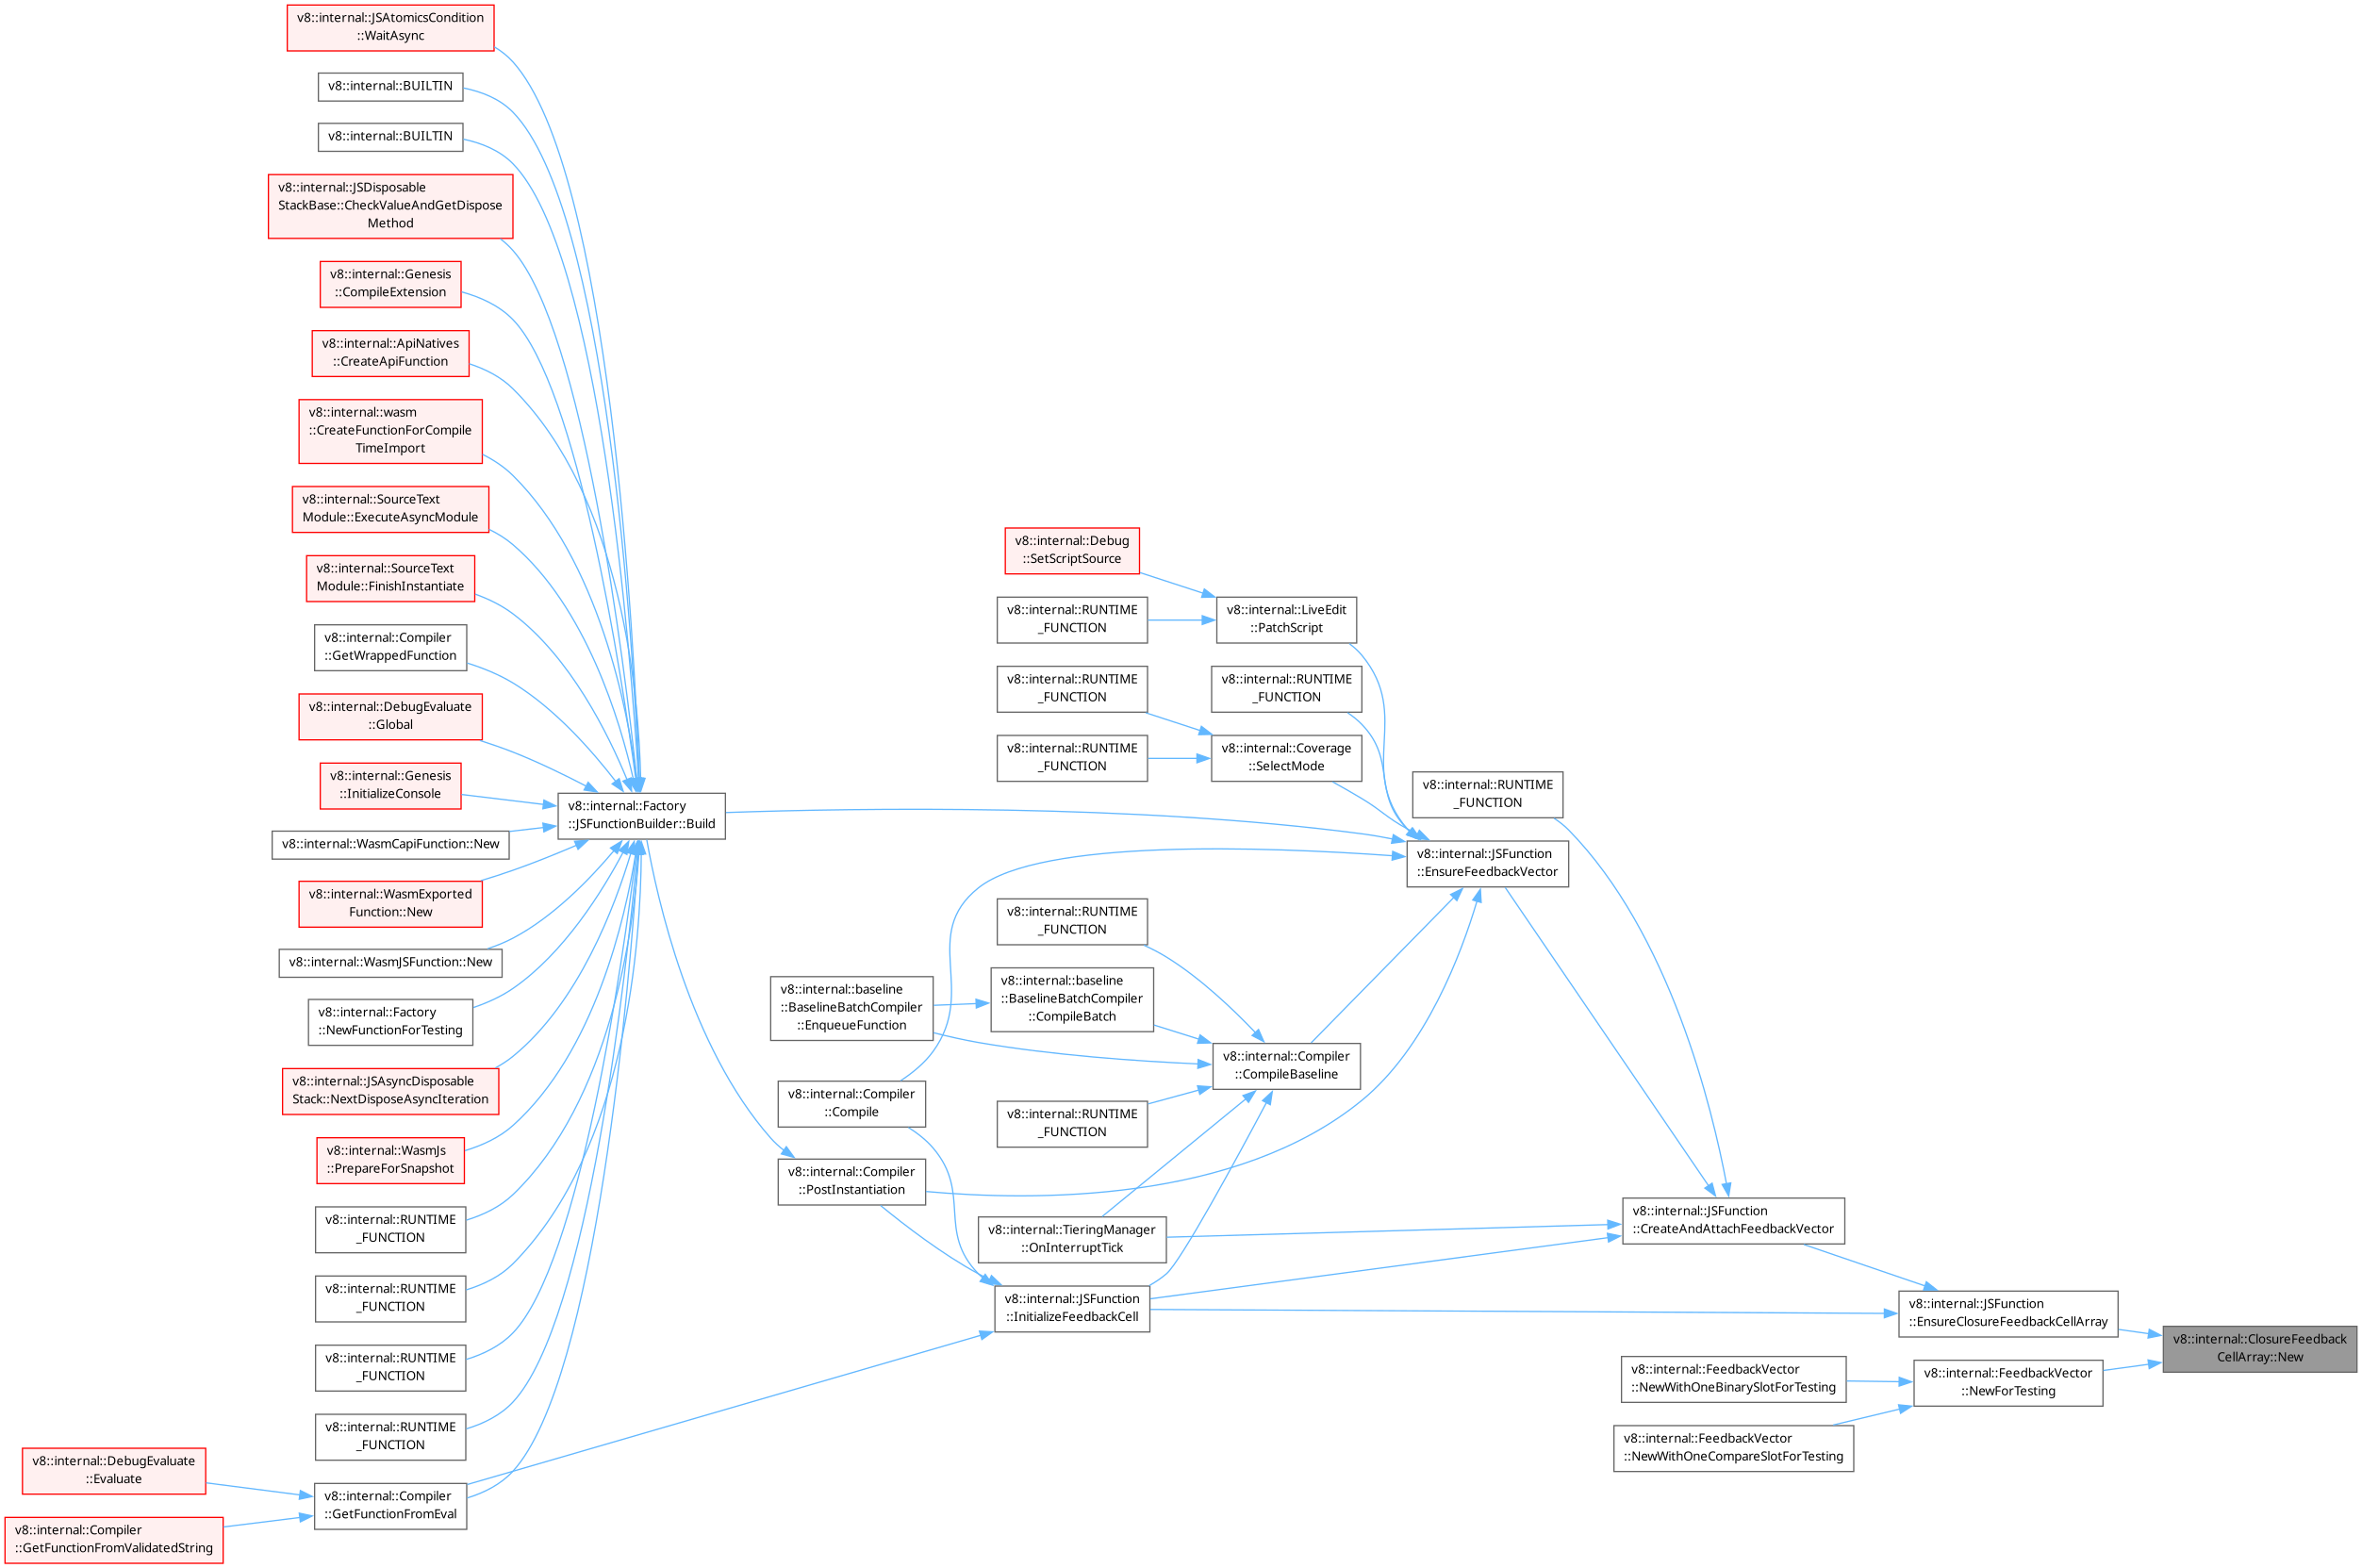 v8::internal::JSAtomicsCondition
::WaitAsync
v8::internal::BUILTIN
v8::internal::BUILTIN
v8::internal::JSDisposable
StackBase::CheckValueAndGetDispose
Method
v8::internal::Genesis
::CompileExtension
v8::internal::ApiNatives
::CreateApiFunction
v8::internal::wasm
::CreateFunctionForCompile
TimeImport
v8::internal::SourceText
Module::ExecuteAsyncModule
v8::internal::SourceText
Module::FinishInstantiate
v8::internal::Compiler
::GetWrappedFunction
v8::internal::DebugEvaluate
::Global
v8::internal::Genesis
::InitializeConsole
v8::internal::WasmCapiFunction::New
v8::internal::WasmExported
Function::New
v8::internal::WasmJSFunction::New
v8::internal::Factory
::NewFunctionForTesting
v8::internal::JSAsyncDisposable
Stack::NextDisposeAsyncIteration
v8::internal::WasmJs
::PrepareForSnapshot
v8::internal::RUNTIME
_FUNCTION
v8::internal::RUNTIME
_FUNCTION
v8::internal::RUNTIME
_FUNCTION
v8::internal::RUNTIME
_FUNCTION
v8::internal::DebugEvaluate
::Evaluate
v8::internal::Compiler
::GetFunctionFromValidatedString
v8::internal::Compiler
::GetFunctionFromEval
v8::internal::Factory
::JSFunctionBuilder::Build
v8::internal::baseline
::BaselineBatchCompiler
::EnqueueFunction
v8::internal::Compiler
::Compile
v8::internal::Compiler
::PostInstantiation
v8::internal::Debug
::SetScriptSource
v8::internal::RUNTIME
_FUNCTION
v8::internal::RUNTIME
_FUNCTION
v8::internal::RUNTIME
_FUNCTION
v8::internal::RUNTIME
_FUNCTION
v8::internal::baseline
::BaselineBatchCompiler
::CompileBatch
v8::internal::RUNTIME
_FUNCTION
v8::internal::TieringManager
::OnInterruptTick
v8::internal::JSFunction
::InitializeFeedbackCell
v8::internal::LiveEdit
::PatchScript
v8::internal::RUNTIME
_FUNCTION
v8::internal::Coverage
::SelectMode
v8::internal::Compiler
::CompileBaseline
v8::internal::RUNTIME
_FUNCTION
v8::internal::JSFunction
::EnsureFeedbackVector
v8::internal::JSFunction
::CreateAndAttachFeedbackVector
v8::internal::FeedbackVector
::NewWithOneBinarySlotForTesting
v8::internal::FeedbackVector
::NewWithOneCompareSlotForTesting
v8::internal::JSFunction
::EnsureClosureFeedbackCellArray
v8::internal::FeedbackVector
::NewForTesting
v8::internal::ClosureFeedback
CellArray::New